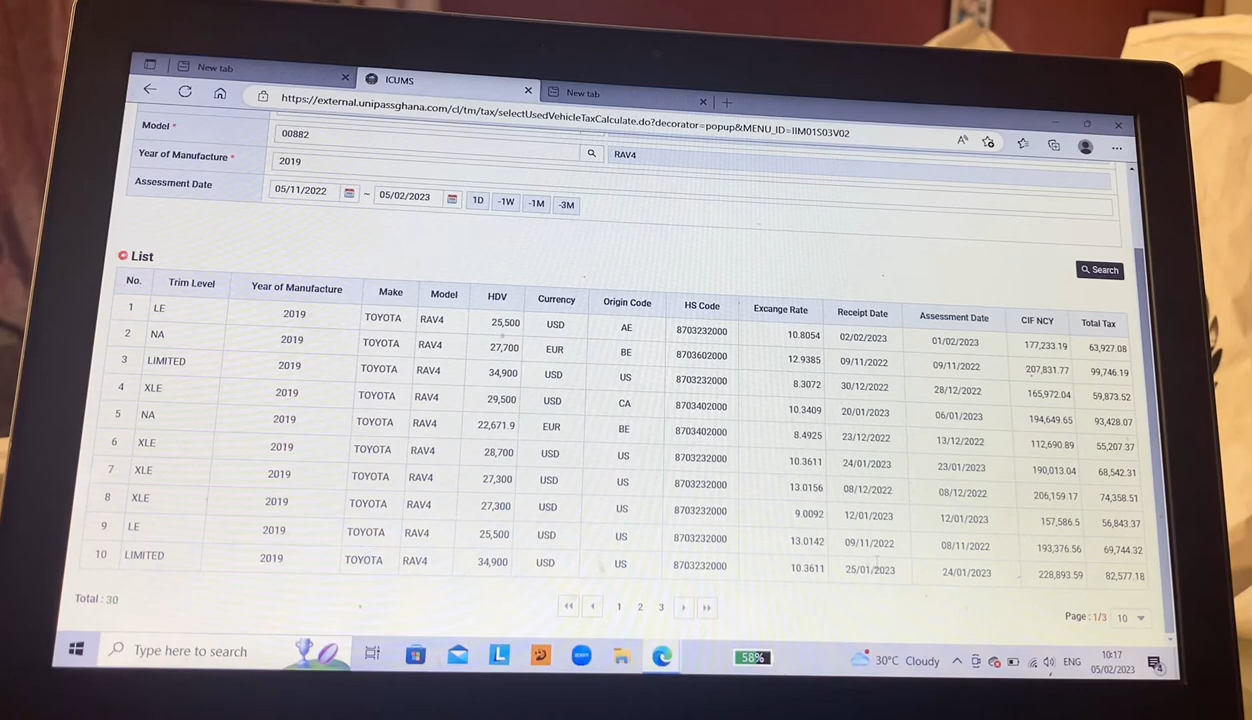 New tab ICUMS New tab
https://external.unipassghana.com/cl/tm/tax/selectUsedVehicleTaxCalculate.do?decorator=popup&MENU_ID=IIM01S03V02
Model * 00882 RAV4
Year of Manufacture * 2019
Assessment Date 05/11/2022 ~ 05/02/2023 1D -1W -1M -3M
List
Search
No. Trim Level Year of Manufacture Make Model HDV Currency Origin Code HS Code Excange Rate Receipt Date Assessment Date CIF NCY Total Tax
1 LE 2019 TOYOTA RAV4 25,500 USD AE 8703232000 10.8054 02/02/2023 01/02/2023 177,233.19 63,927.08
2 NA 2019 TOYOTA RAV4 27,700 EUR BE 8703602000 12.9385 09/11/2022 09/11/2022 207,831.77 99,746.19
3 LIMITED 2019 TOYOTA RAV4 34,900 USD US 8703232000 8.3072 30/12/2022 28/12/2022 165,972.04 59,873.52
4 XLE 2019 TOYOTA RAV4 29,500 USD CA 8703402000 10.3409 20/01/2023 06/01/2023 194,649.65 93,428.07
5 NA 2019 TOYOTA RAV4 22,671.9 EUR BE 8703402000 8.4925 23/12/2022 13/12/2022 112,690.89 55,207.37
6 XLE 2019 TOYOTA RAV4 28,700 USD US 8703232000 10.3611 24/01/2023 23/01/2023 190,013.04 68,542.31
7 XLE 2019 TOYOTA RAV4 27,300 USD US 8703232000 13.0156 08/12/2022 08/12/2022 206,159.17 74,358.51
8 XLE 2019 TOYOTA RAV4 27,300 USD US 8703232000 9.0092 12/01/2023 12/01/2023 157,586.5 56,843.37
9 LE 2019 TOYOTA RAV4 25,500 USD US 8703232000 13.0142 09/11/2022 08/11/2022 193,376.56 69,744.32
10 LIMITED 2019 TOYOTA RAV4 34,900 USD US 8703232000 10.3611 25/01/2023 24/01/2023 228,893.59 82,577.18
Total : 30
1 2 3
Page : 1/3 10
Type here to search
L
zoom
58%
30°C Cloudy
ENG
10:17
05/02/2023
4